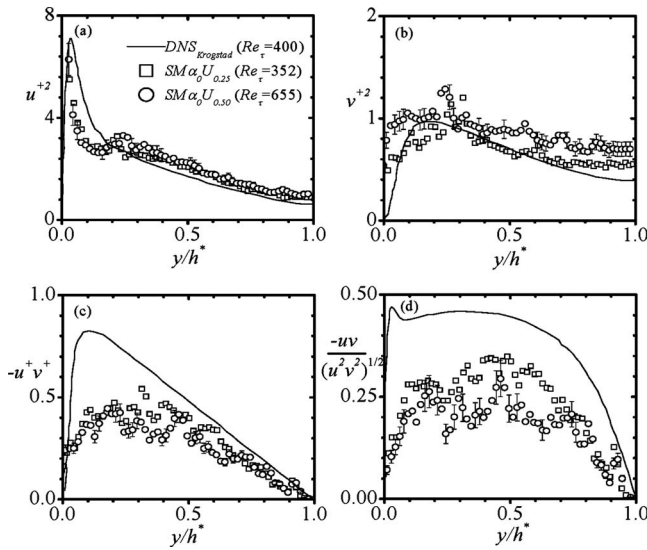 8
(a)
DNS_Krogstad (Re_τ=400)
SMα_0U_0.25 (Re_τ=352)
SMα_0U_0.50 (Re_τ=655)
u^+2
4
0
0.0 0.5 1.0
y/h^*
2
(b)
v^+2
1
0
0.0 0.5 1.0
y/h^*
1.0
(c)
-u^+v^+
0.5
0.0
0.0 0.5 1.0
y/h^*
0.50
(d)
-uv
(u^2v^2)^1/2
0.25
0.00
0.0 0.5 1.0
y/h^*